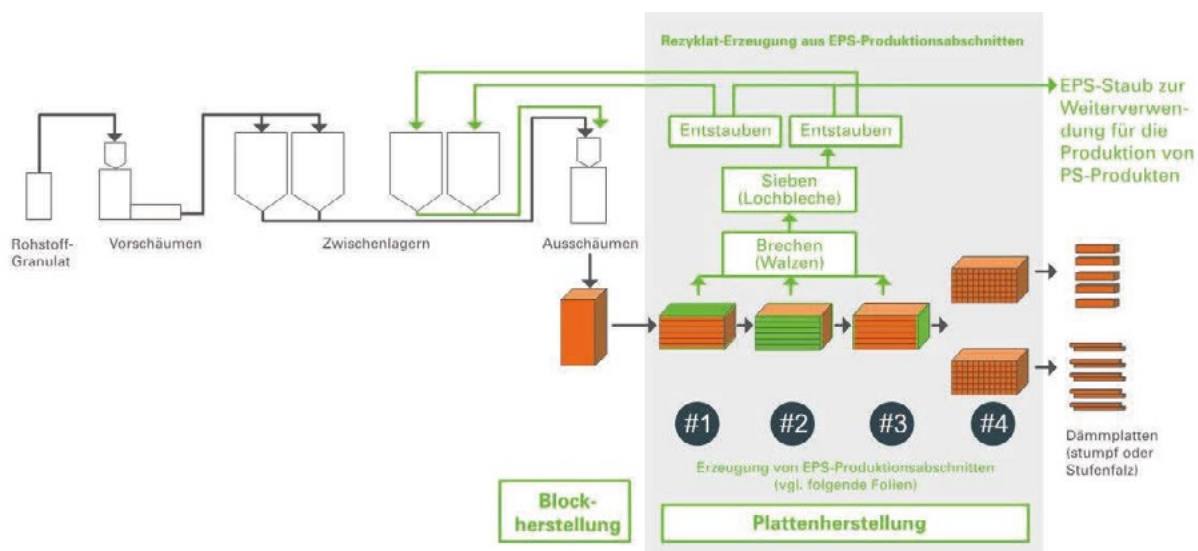 Rezyklat-Erzeugung aus EPS-Produktionsabschnitten
EPS-Staub zur
Weiterverwen-
dung für die
Produktion von
PS-Produkten
Entstauben
Entstauben
Sieben
(Lochbleche)
Brechen
(Walzen)
Rohstoff-
Granulat
Vorschäumen
Zwischenlagern
Ausschäumen
#1
#2
#3
#4
Dämmplatten
(stumpf oder
Stufenfalz)
Erzeugung von EPS-Produktionsabschnitten
(vgl. folgende Folien)
Block-
herstellung
Plattenherstellung